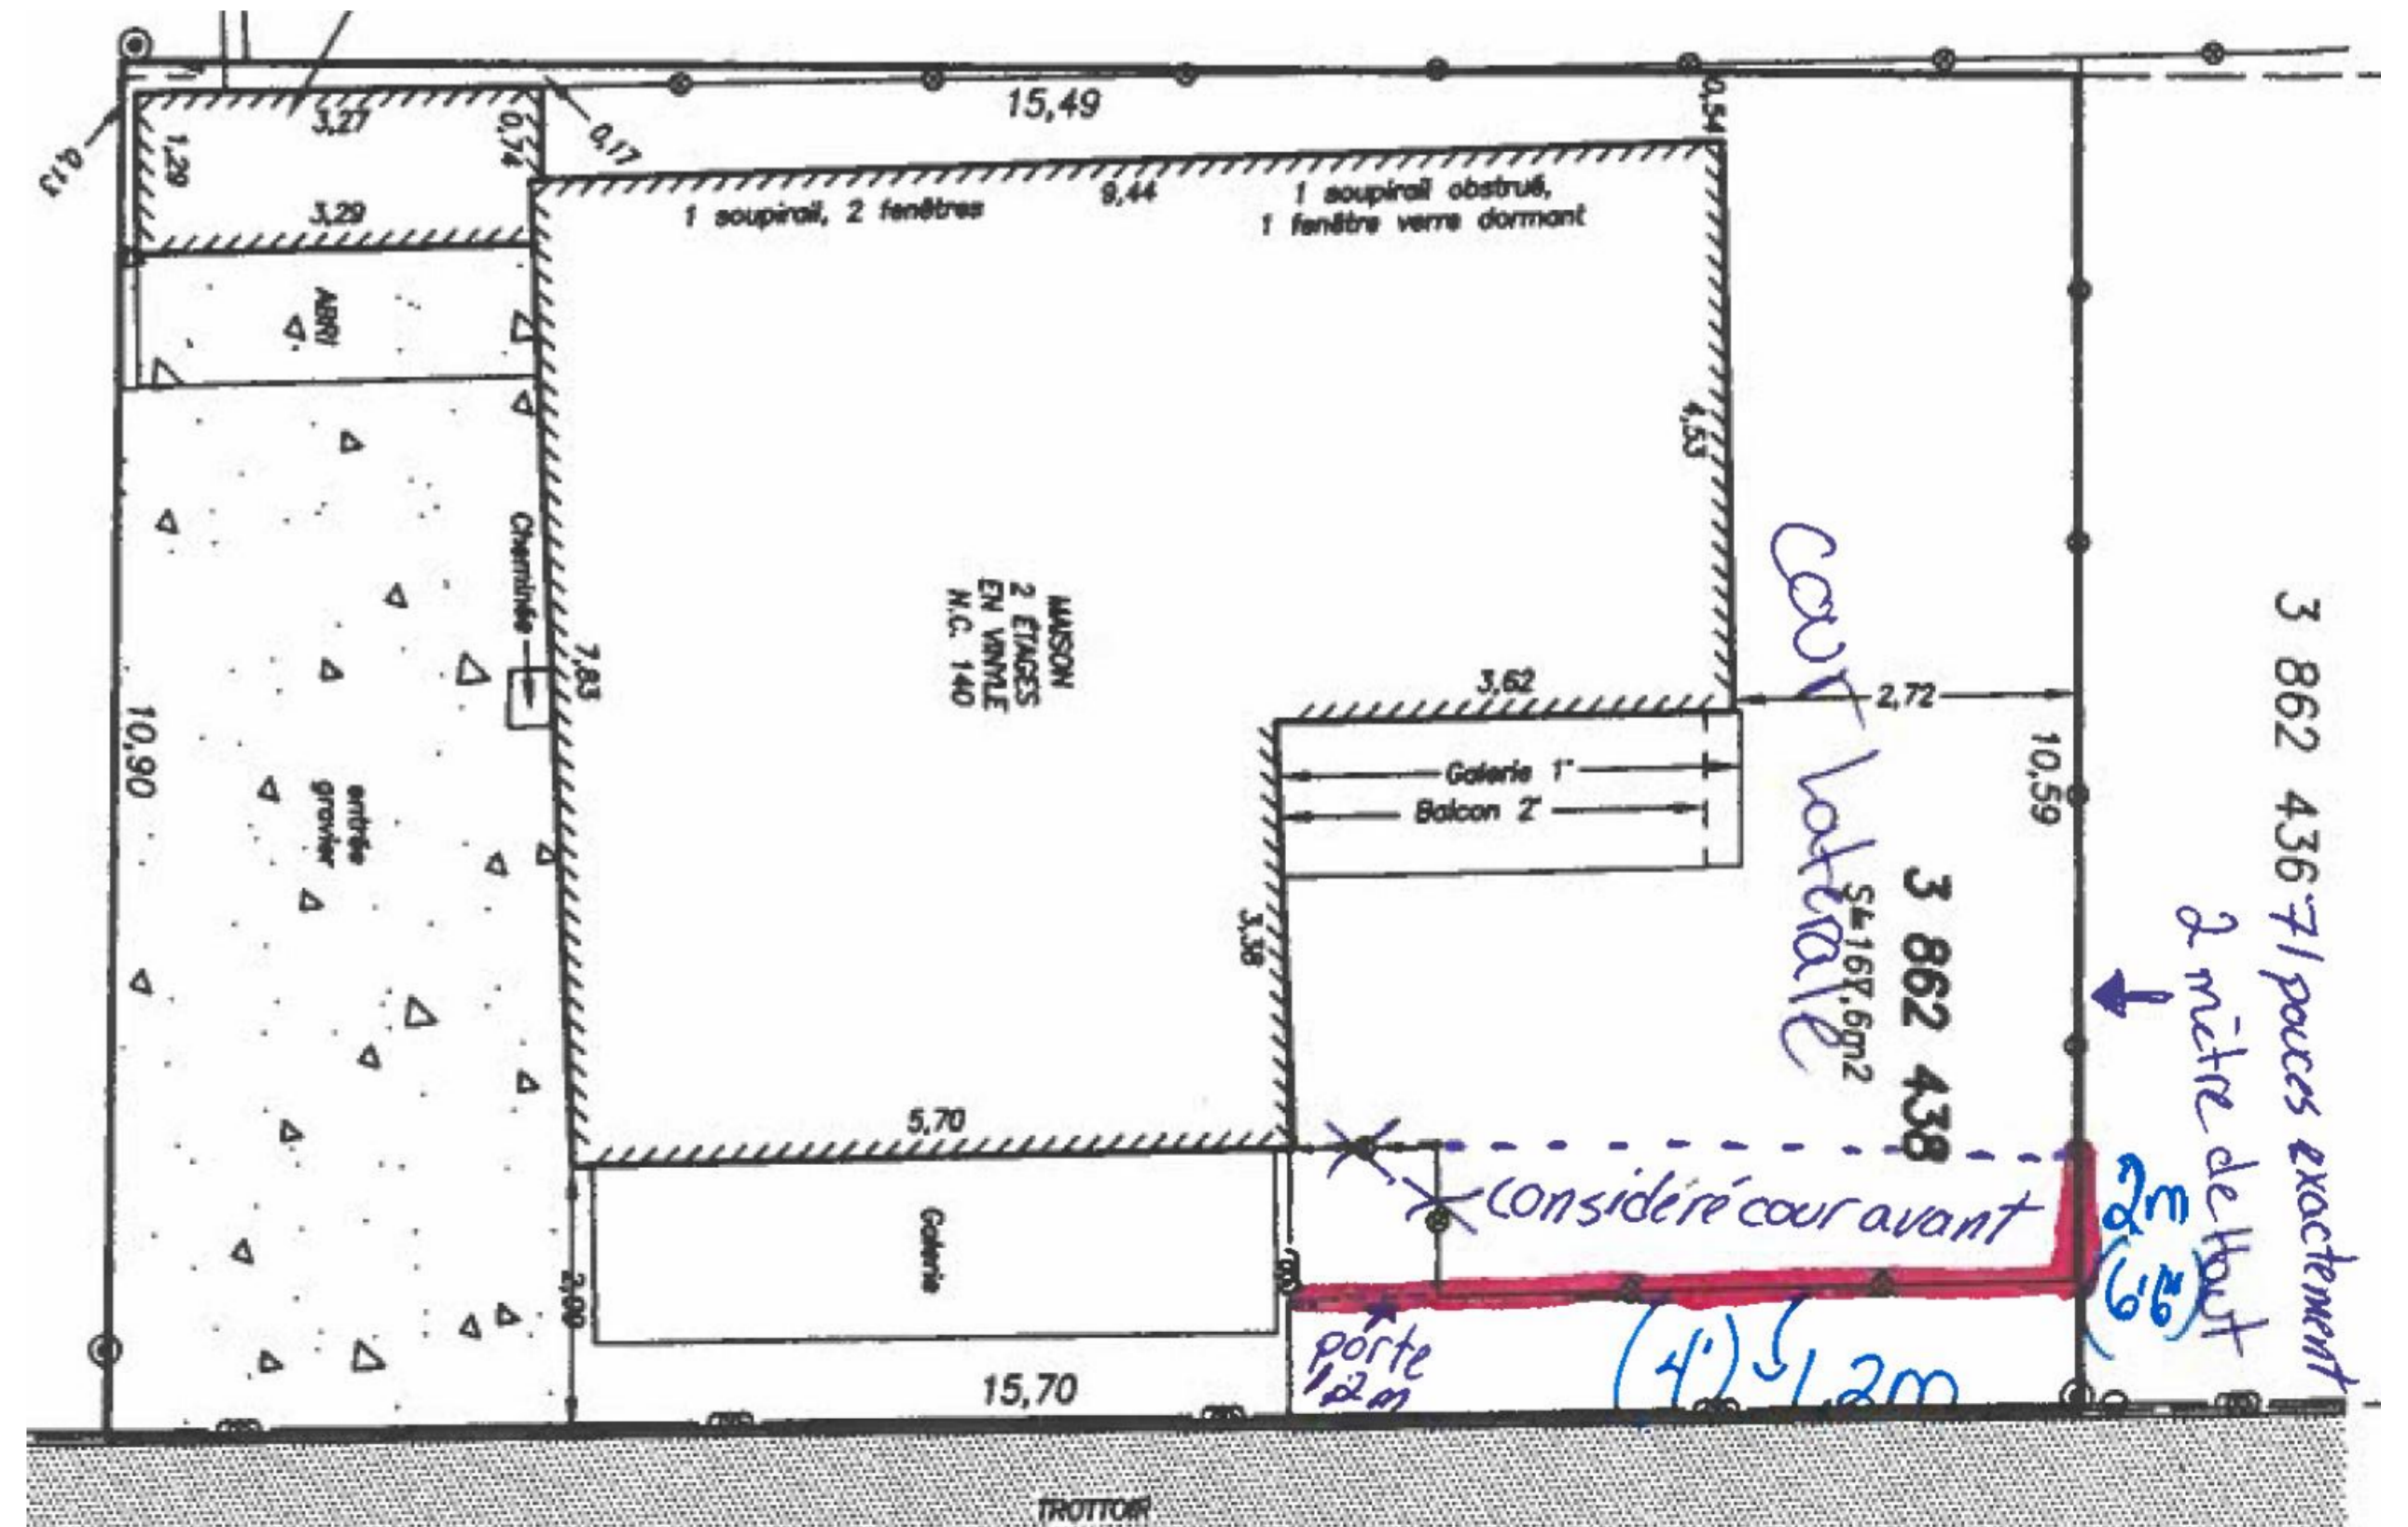 15,49
0,54
3,27
0,74
0,17
1,29
0,13
3,29
9,44
1 soupirail, 2 fenêtres
1 soupirail obstrué,
1 fenêtre verre dormant
ABRI
Cheminée
4,53
MAISON
2 ÉTAGES
EN VINYLE
N.C. 140
7,83
10,90
entrée
gravier
3,62
2,72
Galerie 1'
Balcon 2'
10,59
3,38
Cour latérale
3 862 438
S=167,6m2
3 862 436
71 pouces exactement
2 mètre de Haut
5,70
considéré cour avant
2m
(6'6")
Galerie
2,00
porte
1,2m
(4') 1,2m
15,70
TROTTOIR